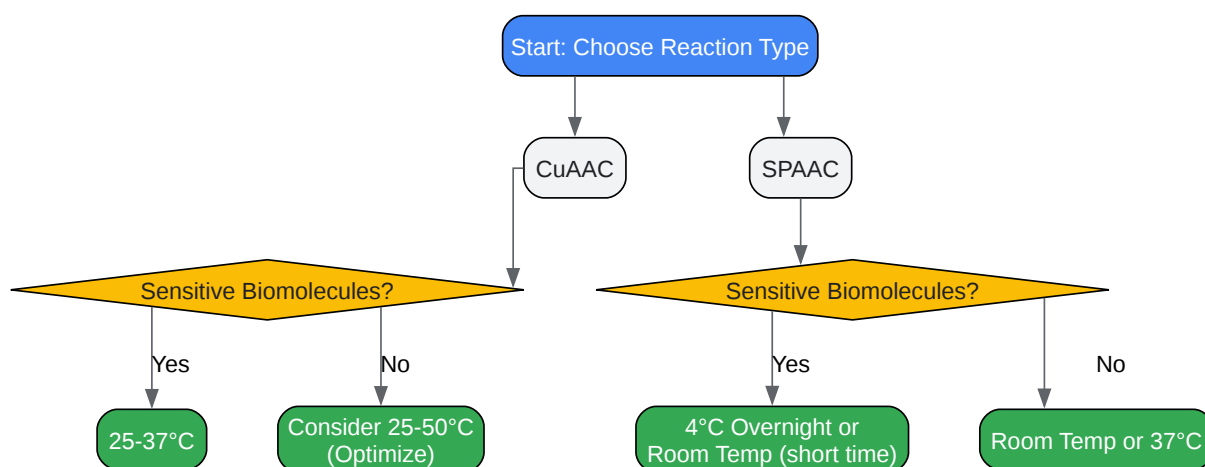 Start: Choose Reaction Type
CuAAC
SPAAC
Sensitive Biomolecules?
Sensitive Biomolecules?
Yes
No
Yes
No
25-37°C
Consider 25-50°C
(Optimize)
4°C Overnight or
Room Temp (short time)
Room Temp or 37°C